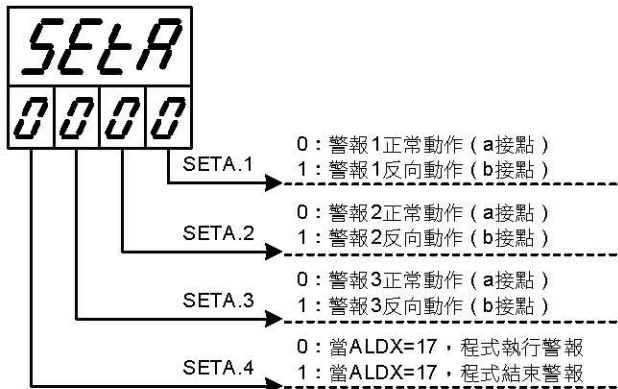 SEtA
0 0 0 0
SETA.1
0：警報1正常動作（a接點）
1：警報1反向動作（b接點）
SETA.2
0：警報2正常動作（a接點）
1：警報2反向動作（b接點）
SETA.3
0：警報3正常動作（a接點）
1：警報3反向動作（b接點）
SETA.4
0：當ALDX=17，程式執行警報
1：當ALDX=17，程式結束警報